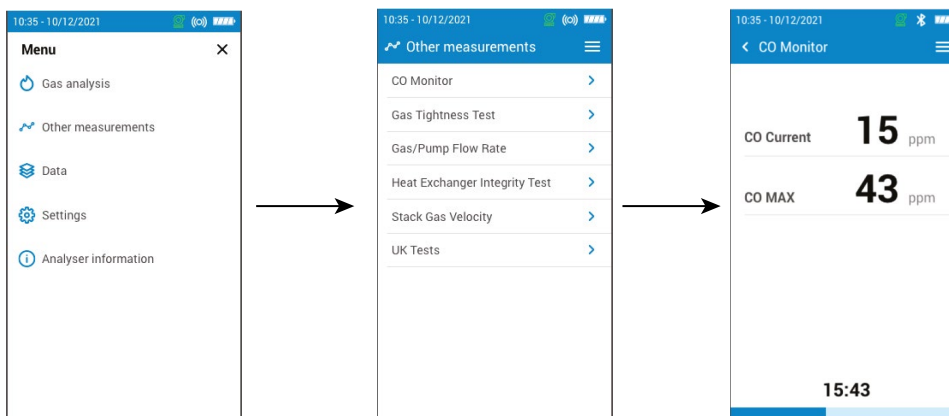 10:35 - 10/12/2021
Menu
Gas analysis
Other measurements
Data
Settings
Analyser information
10:35 - 10/12/2021
Other measurements
CO Monitor
Gas Tightness Test
Gas/Pump Flow Rate
Heat Exchanger Integrity Test
Stack Gas Velocity
UK Tests
10:35 - 10/12/2021
CO Monitor
CO Current 15 ppm
CO MAX 43 ppm
15:43